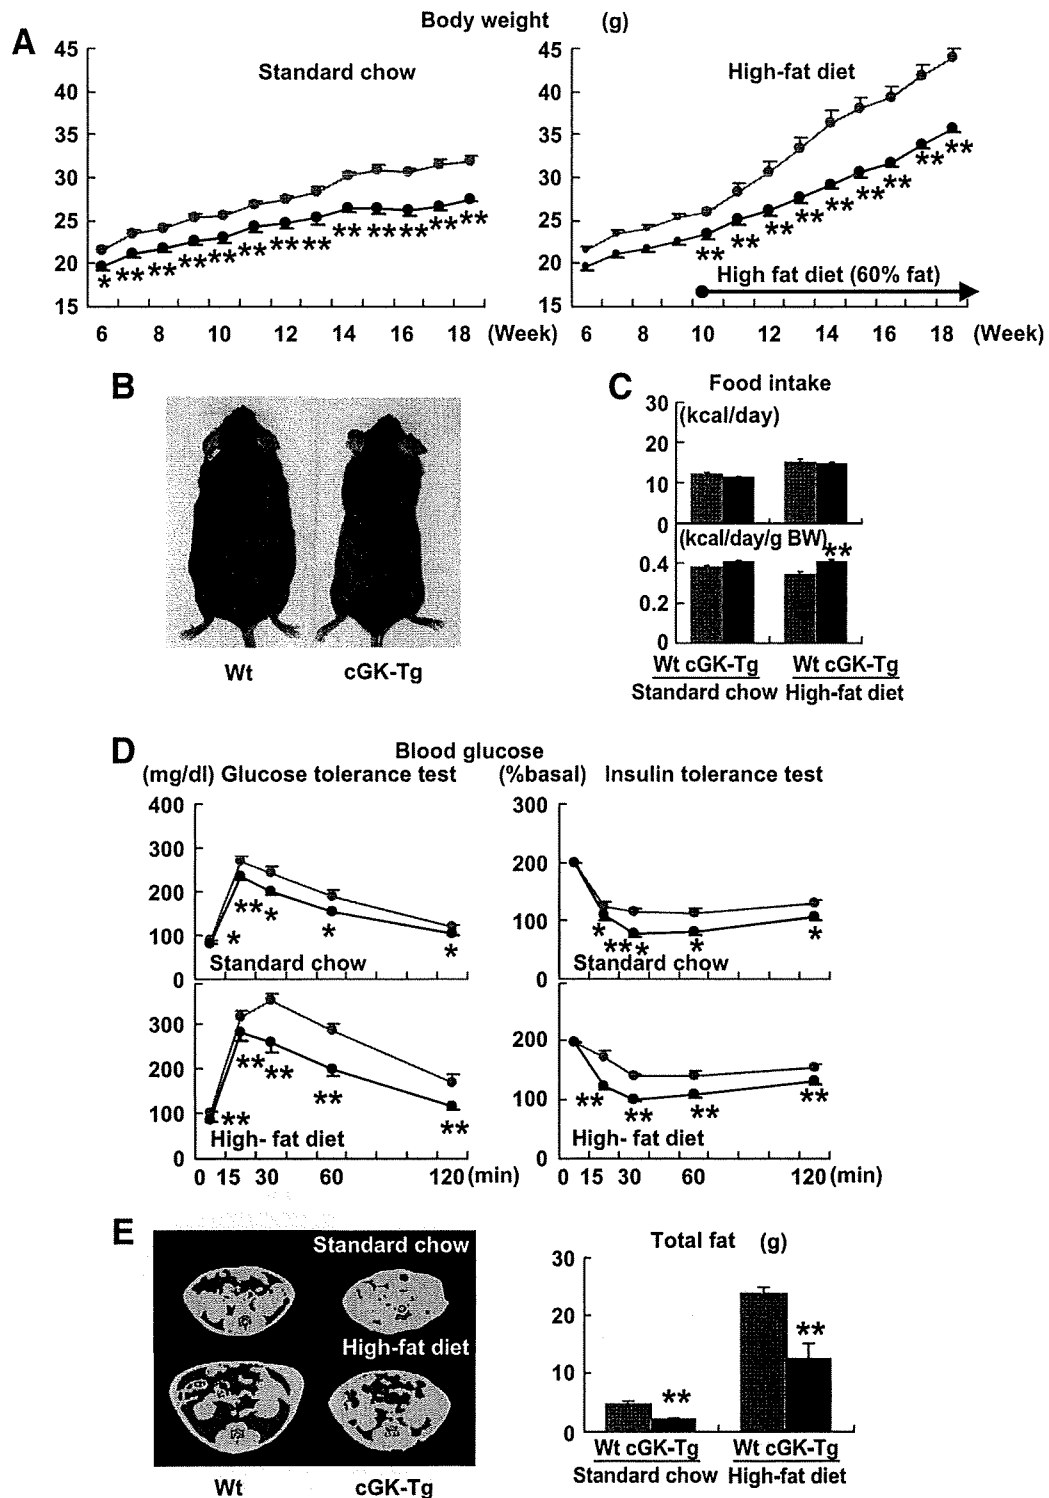 Body weight (g)
A
45 45
Standard chow High-fat diet
40 40
35 35
30 30
25 25
* ** ** ** ** ** ** ** ** ** ** ** **
** ** ** ** ** ** ** ** **
20 20
High fat diet (60% fat)
15 15
6 8 10 12 14 16 18 (Week) 6 8 10 12 14 16 18 (Week)
B
Wt cGK-Tg
C Food intake
30 (kcal/day)
20
10
0
(kcal/day/g BW) **
0.4
0.2
0
Wt cGK-Tg Wt cGK-Tg
Standard chow High-fat diet
D Blood glucose
(mg/dl) Glucose tolerance test (%basal) Insulin tolerance test
400 300
300
200
200
100
100
* ** * * *
* ** * * *
Standard chow Standard chow
0 0
300
200
200
100
100
** ** ** ** **
** ** ** **
High- fat diet High- fat diet
0 0
0 15 30 60 120 (min) 0 15 30 60 120 (min)
E
Standard chow
High-fat diet
Wt cGK-Tg
Total fat (g)
30
20
**
10
**
0
Wt cGK-Tg Wt cGK-Tg
Standard chow High-fat diet